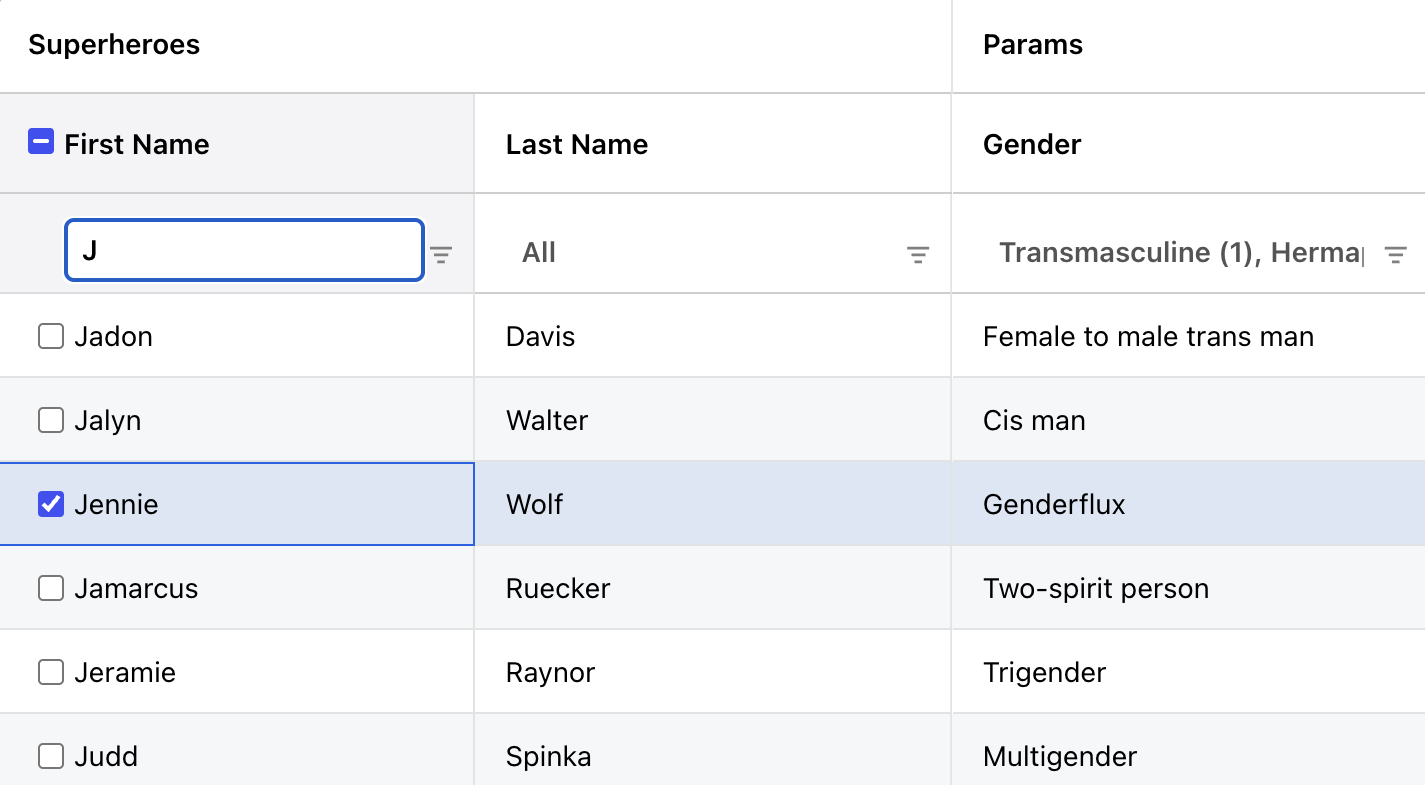 Superheroes Params
First Name Last Name Gender
J All Transmasculine (1), Herma
Jadon Davis Female to male trans man
Jalyn Walter Cis man
Jennie Wolf Genderflux
Jamarcus Ruecker Two-spirit person
Jeramie Raynor Trigender
Judd Spinka Multigender